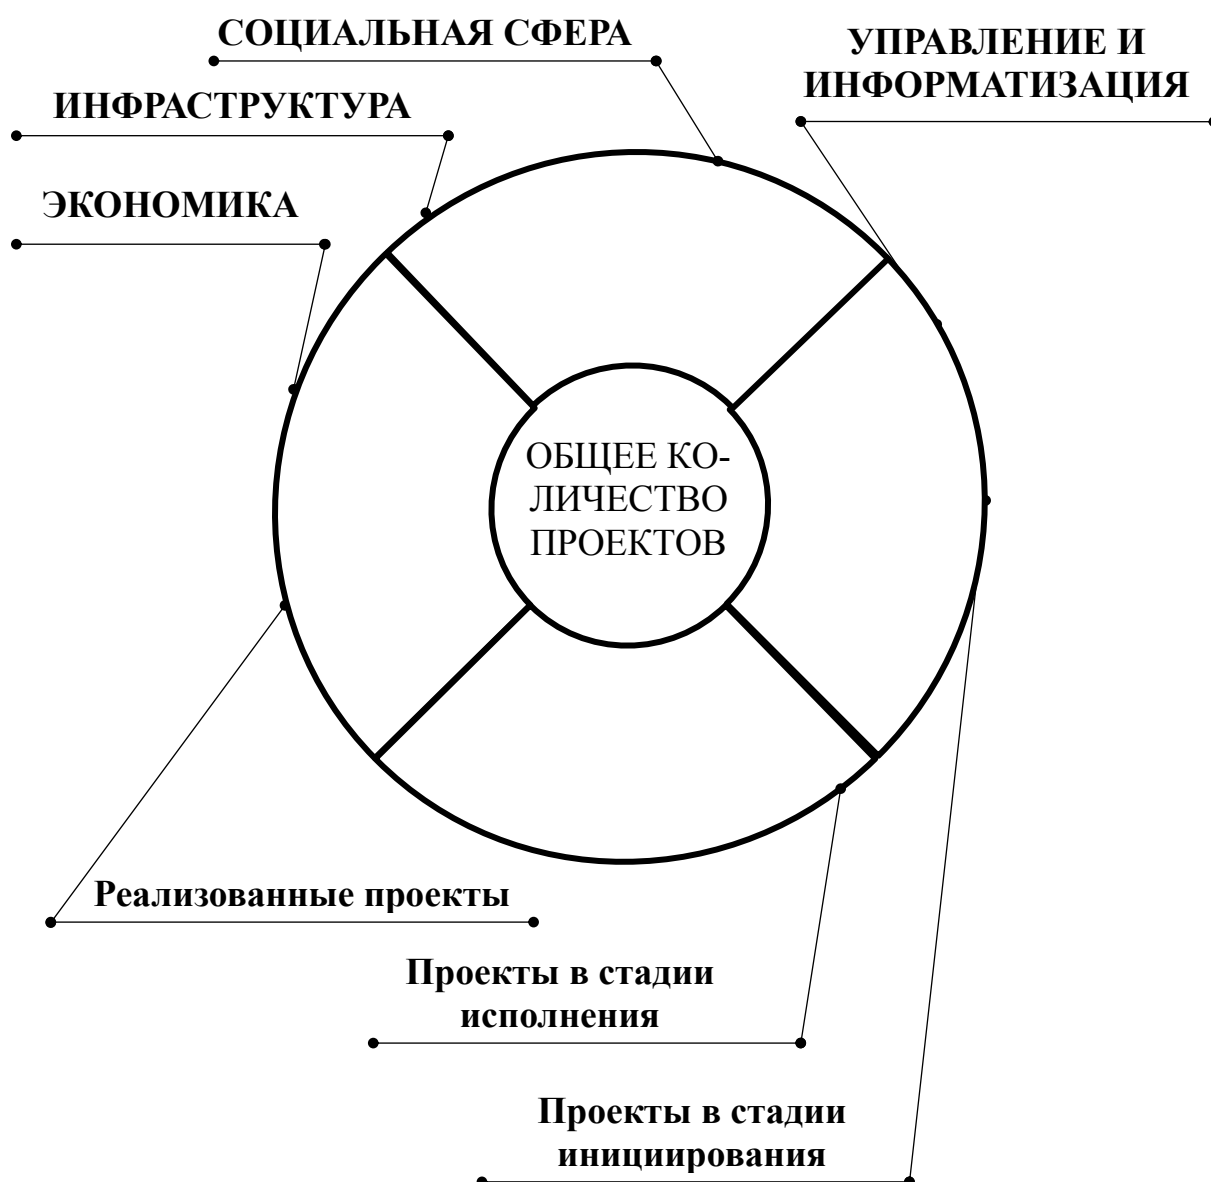 СОЦИАЛЬНАЯ СФЕРА
УПРАВЛЕНИЕ И
ИНФОРМАТИЗАЦИЯ
ИНФРАСТРУКТУРА
ЭКОНОМИКА
ОБЩЕЕ КО-
ЛИЧЕСТВО
ПРОЕКТОВ
Реализованные проекты
Проекты в стадии
исполнения
Проекты в стадии
инициирования